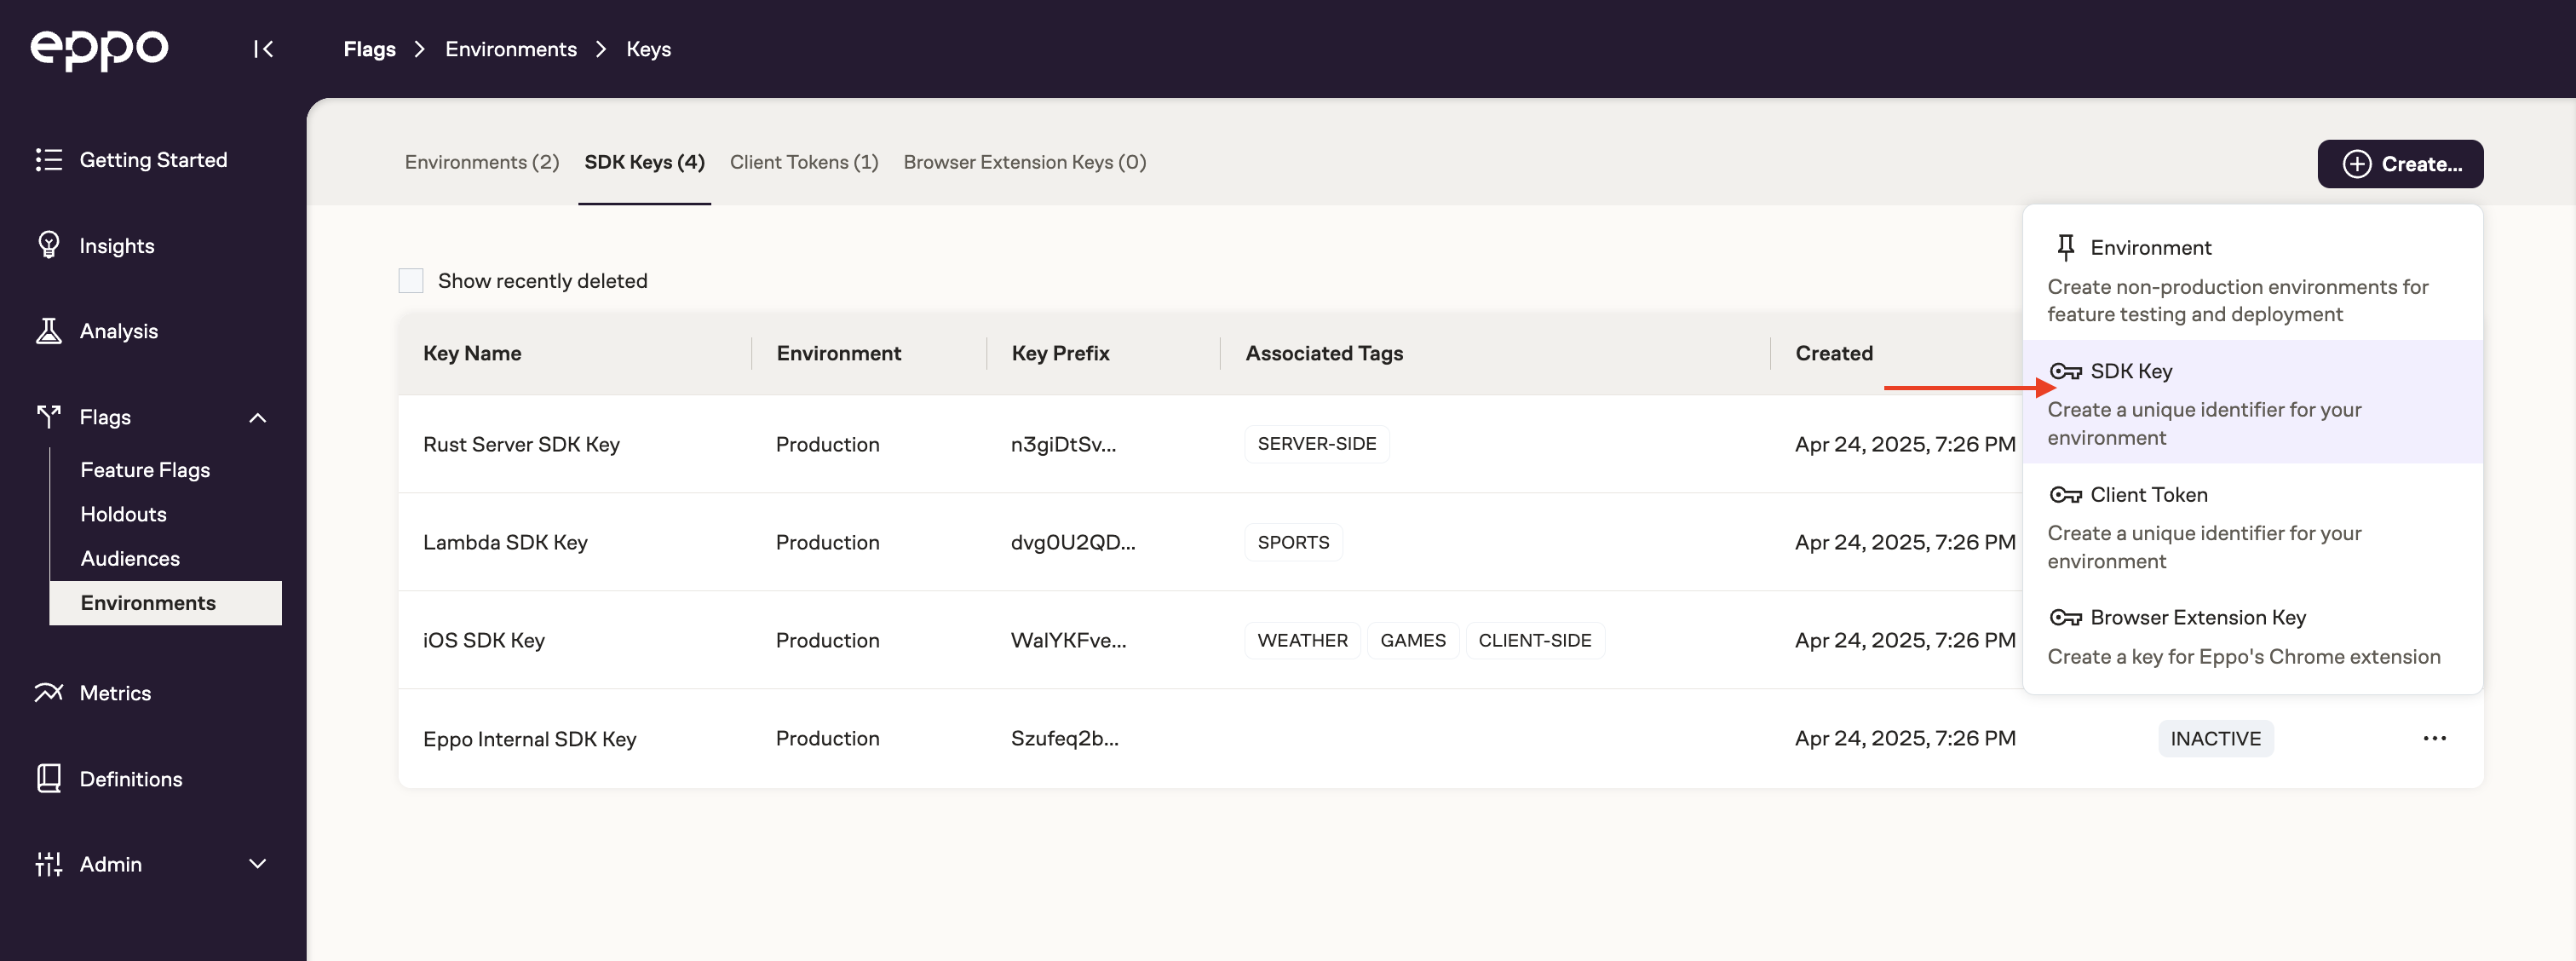 eppo
Flags > Environments > Keys
Getting Started
Insights
Analysis
Flags
Feature Flags
Holdouts
Audiences
Environments
Metrics
Definitions
Admin
Environments (2) SDK Keys (4) Client Tokens (1) Browser Extension Keys (0)
Create...
Show recently deleted
Key Name Environment Key Prefix Associated Tags Created
Rust Server SDK Key Production n3giDtSv... SERVER-SIDE Apr 24, 2025, 7:26 PM
Lambda SDK Key Production dvg0U2QD... SPORTS Apr 24, 2025, 7:26 PM
iOS SDK Key Production WalYKFve... WEATHER GAMES CLIENT-SIDE Apr 24, 2025, 7:26 PM
Eppo Internal SDK Key Production Szufeq2b... Apr 24, 2025, 7:26 PM INACTIVE ...
Environment
Create non-production environments for
feature testing and deployment
SDK Key
Create a unique identifier for your
environment
Client Token
Create a unique identifier for your
environment
Browser Extension Key
Create a key for Eppo's Chrome extension